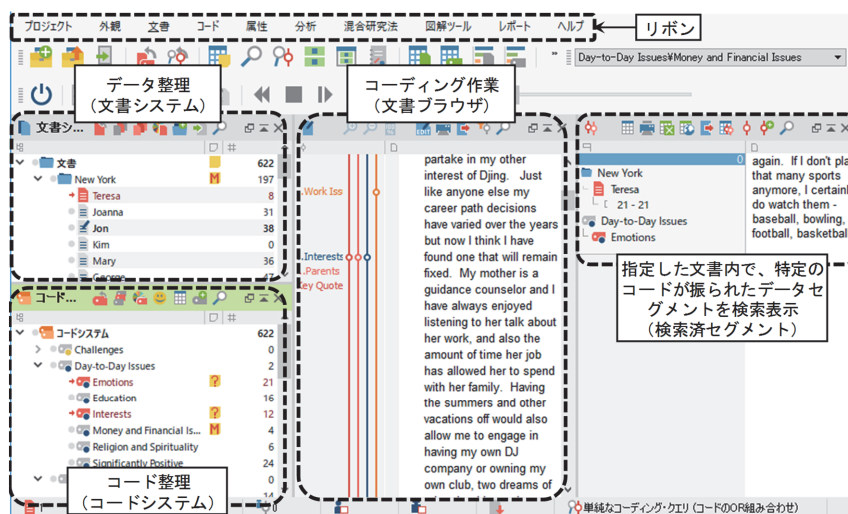 プロジェクト 外観 文書 コード 属性 分析 混合研究法 図解ツール レポート ヘルプ
リボン
Day-to-Day Issues¥Money and Financial Issues
データ整理
（文書システム）
コーディング作業
（文書ブラウザ）
文書シ...
文書 622
New York 197
Teresa 8
Joanna 31
Jon 38
Kim 0
Mary 36
George 47
コード...
コードシステム 622
Challenges 0
Day-to-Day Issues 2
Emotions 21
Education 16
Interests 12
Money and Financial Is... 4
Religion and Spirituality 6
Significantly Positive 24
0
14
コード整理
（コードシステム）
..Work Iss
..Interests
..Parents
Key Quote
partake in my other
interest of Djing. Just
like anyone else my
career path decisions
have varied over the years
but now I think I have
found one that will remain
fixed. My mother is a
guidance counselor and I
have always enjoyed
listening to her talk about
her work, and also the
amount of time her job
has allowed her to spend
with her family. Having
the summers and other
vacations off would also
allow me to engage in
having my own DJ
company or owning my
own club, two dreams of
0
New York
Teresa
21 - 21
Day-to-Day Issues
Emotions
again. If I don't pla
that many sports
anymore, I certainl
do watch them -
baseball, bowling,
football, basketbal
指定した文書内で、特定の
コードが振られたデータセ
グメントを検索表示
（検索済セグメント）
1
0
単純なコーディング・クエリ (コードのOR組み合わせ)